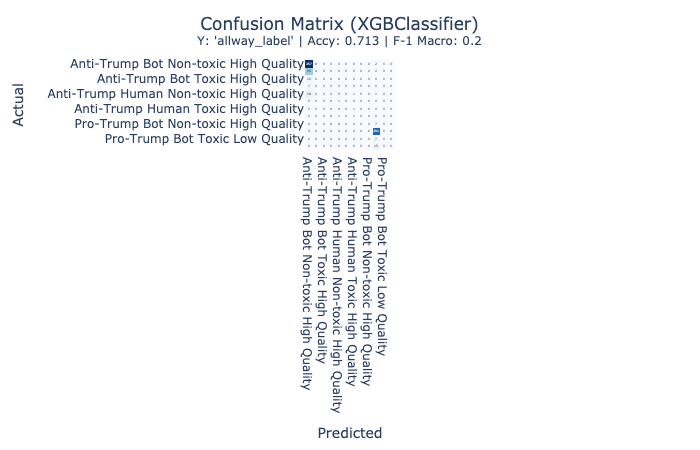 Confusion Matrix (XGBClassifier)
Y: 'allway_label' | Accy: 0.713 | F-1 Macro: 0.2
Actual
Anti-Trump Bot Non-toxic High Quality
Anti-Trump Bot Toxic High Quality
Anti-Trump Human Non-toxic High Quality
Anti-Trump Human Toxic High Quality
Pro-Trump Bot Non-toxic High Quality
Pro-Trump Bot Toxic Low Quality
Anti-Trump Bot Non-toxic High Quality
Anti-Trump Bot Toxic High Quality
Anti-Trump Human Non-toxic High Quality
Anti-Trump Human Toxic High Quality
Pro-Trump Bot Non-toxic High Quality
Pro-Trump Bot Toxic Low Quality
Predicted